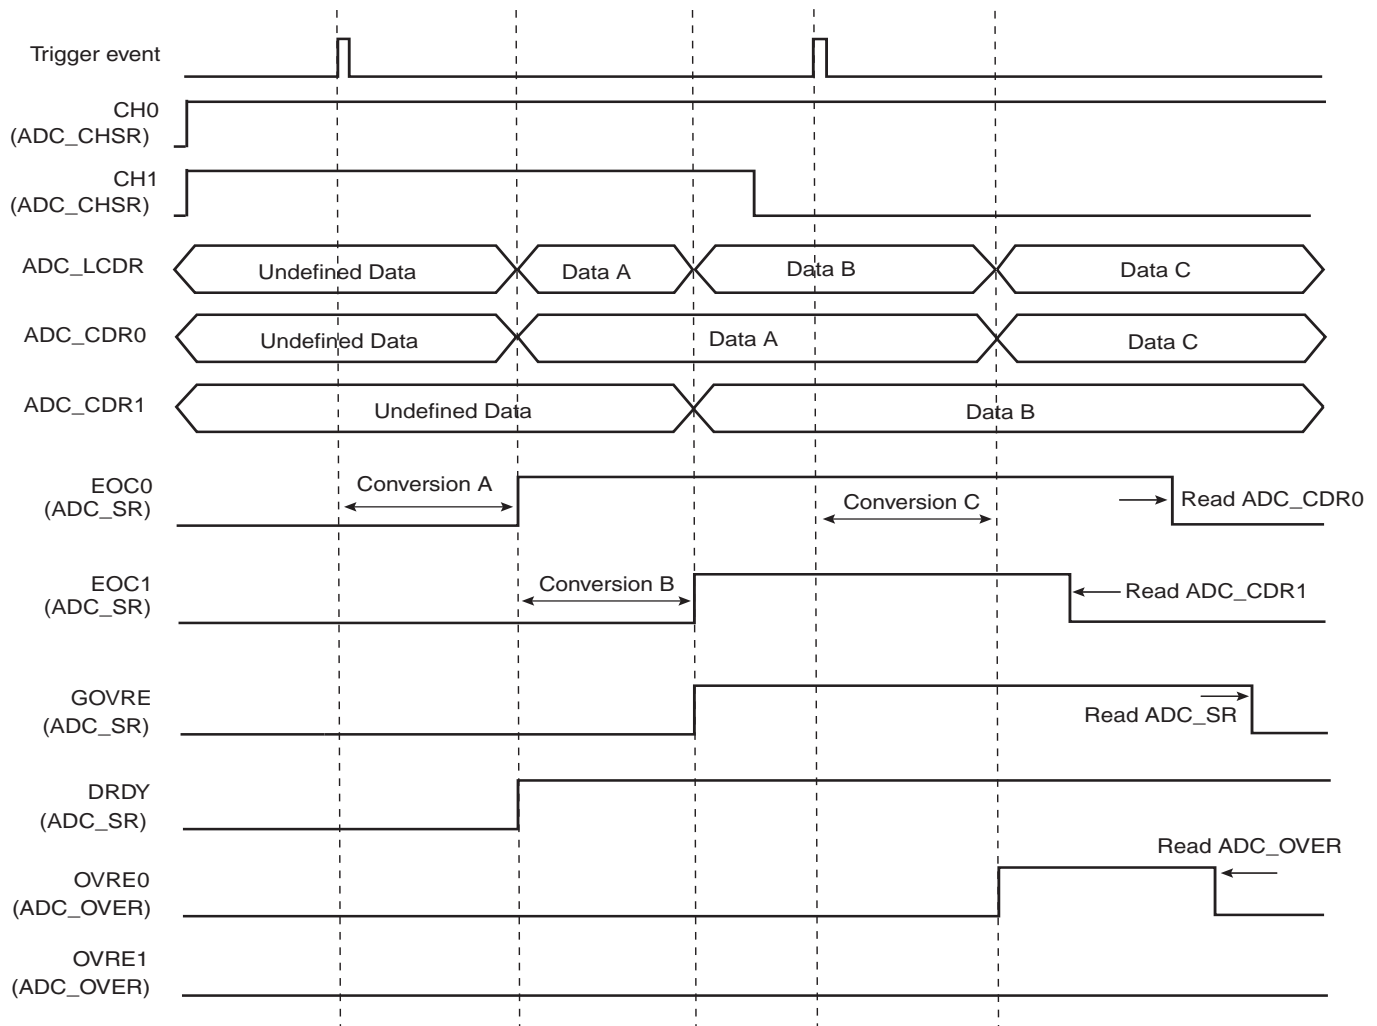 Trigger event
CH0
(ADC_CHSR)
CH1
(ADC_CHSR)
ADC_LCDR
Undefined Data
Data A
Data B
Data C
ADC_CDR0
Undefined Data
Data A
Data C
ADC_CDR1
Undefined Data
Data B
EOC0
(ADC_SR)
Conversion A
Conversion C
Read ADC_CDR0
EOC1
(ADC_SR)
Conversion B
Read ADC_CDR1
GOVRE
(ADC_SR)
Read ADC_SR
DRDY
(ADC_SR)
Read ADC_OVER
OVRE0
(ADC_OVER)
OVRE1
(ADC_OVER)